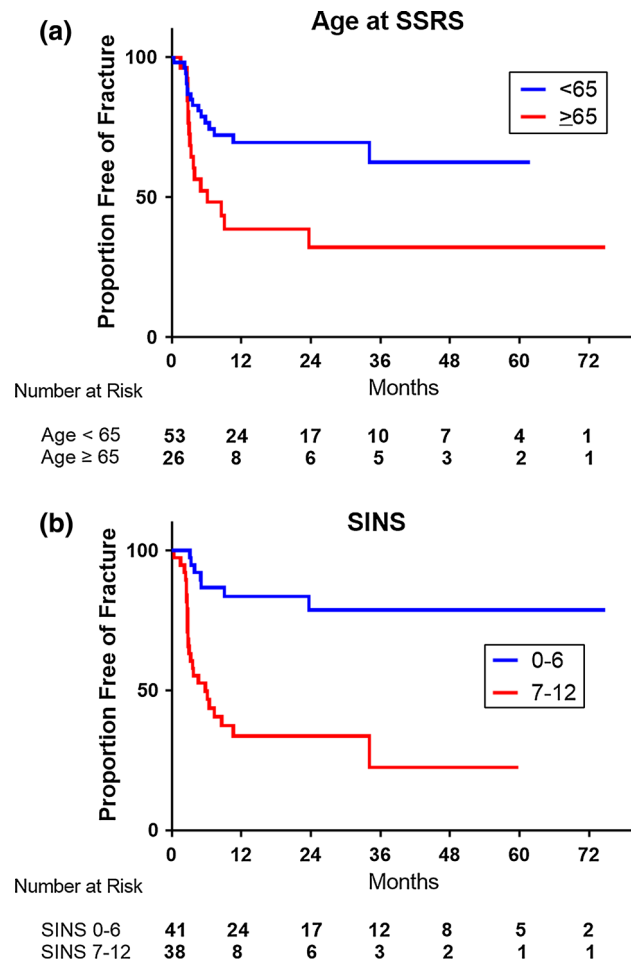 (a)
Age at SSRS
Proportion Free of Fracture
100
50
0
<65
≥65
0 12 24 36 48 60 72
Months
Number at Risk
Age < 65 53 24 17 10 7 4 1
Age ≥ 65 26 8 6 5 3 2 1
(b)
SINS
Proportion Free of Fracture
100
50
0
0-6
7-12
0 12 24 36 48 60 72
Months
Number at Risk
SINS 0-6 41 24 17 12 8 5 2
SINS 7-12 38 8 6 3 2 1 1